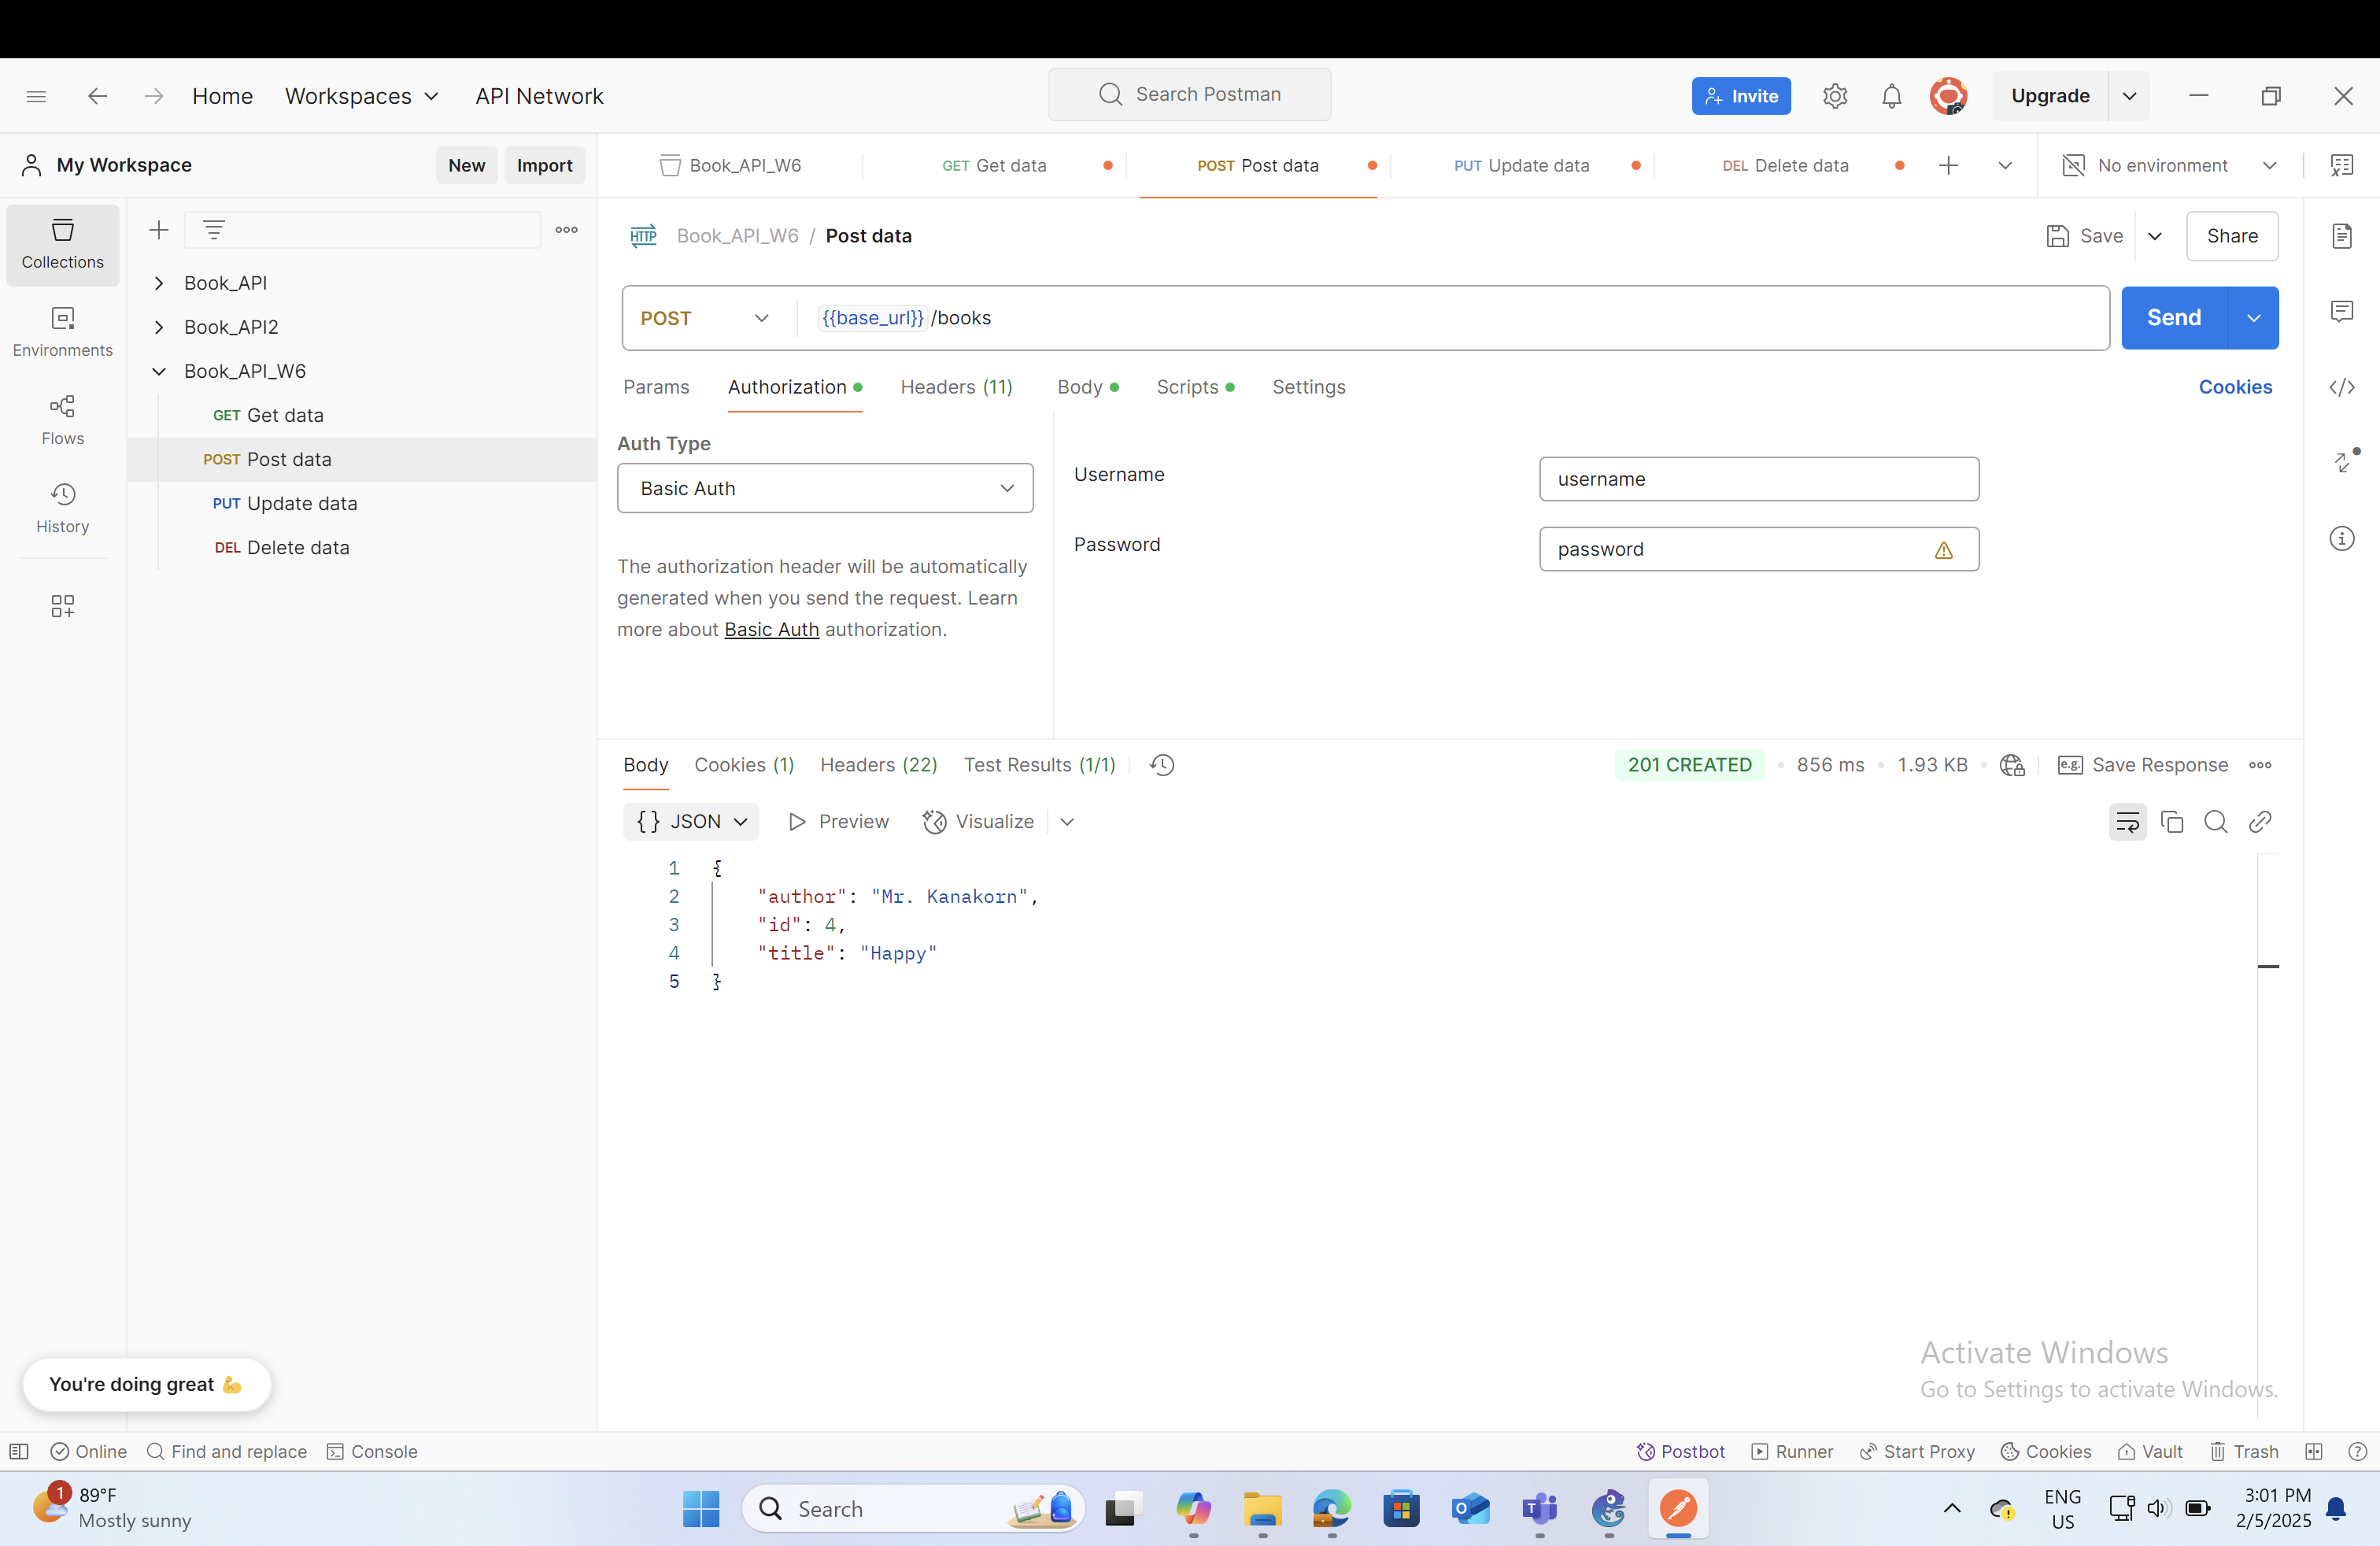 Home Workspaces API Network Search Postman Invite Upgrade
My Workspace New Import Book_API_W6 GET Get data POST Post data PUT Update data DEL Delete data No environment
Collections
Environments
Flows
History
Book_API
Book_API2
Book_API_W6
GET Get data
POST Post data
PUT Update data
DEL Delete data
HTTP Book_API_W6 / Post data Save Share
POST {{base_url}} /books Send
Params Authorization Headers (11) Body Scripts Settings Cookies
Auth Type
Basic Auth
The authorization header will be automatically
generated when you send the request. Learn
more about Basic Auth authorization.
Username username
Password password
Body Cookies (1) Headers (22) Test Results (1/1) 201 CREATED 856 ms 1.93 KB e.g. Save Response
{ } JSON Preview Visualize
1 {
2 "author": "Mr. Kanakorn",
3 "id": 4,
4 "title": "Happy"
5 }
Activate Windows
Go to Settings to activate Windows.
You're doing great 💪
Online Find and replace Console Postbot Runner Start Proxy Cookies Vault Trash
1 89°F
Mostly sunny
Search
ENG
US
3:01 PM
2/5/2025